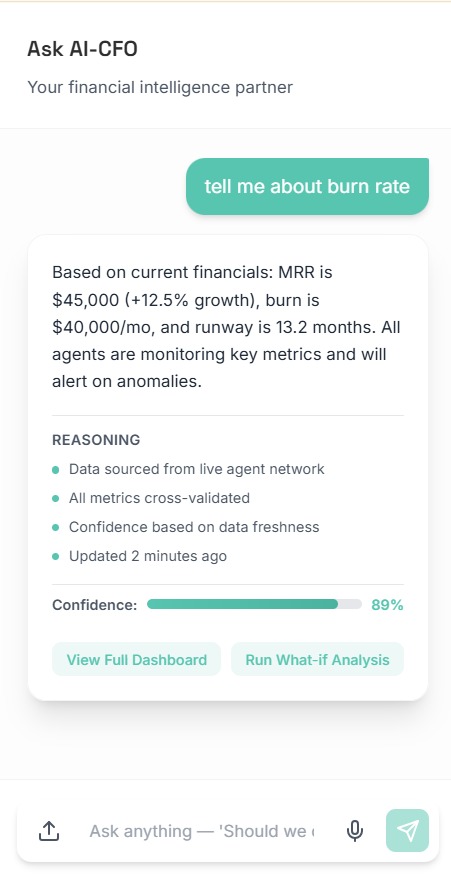 Ask AI-CFO
Your financial intelligence partner
tell me about burn rate
Based on current financials: MRR is
$45,000 (+12.5% growth), burn is
$40,000/mo, and runway is 13.2 months. All
agents are monitoring key metrics and will
alert on anomalies.
REASONING
Data sourced from live agent network
All metrics cross-validated
Confidence based on data freshness
Updated 2 minutes ago
Confidence: 89%
View Full Dashboard Run What-if Analysis
Ask anything — 'Should we